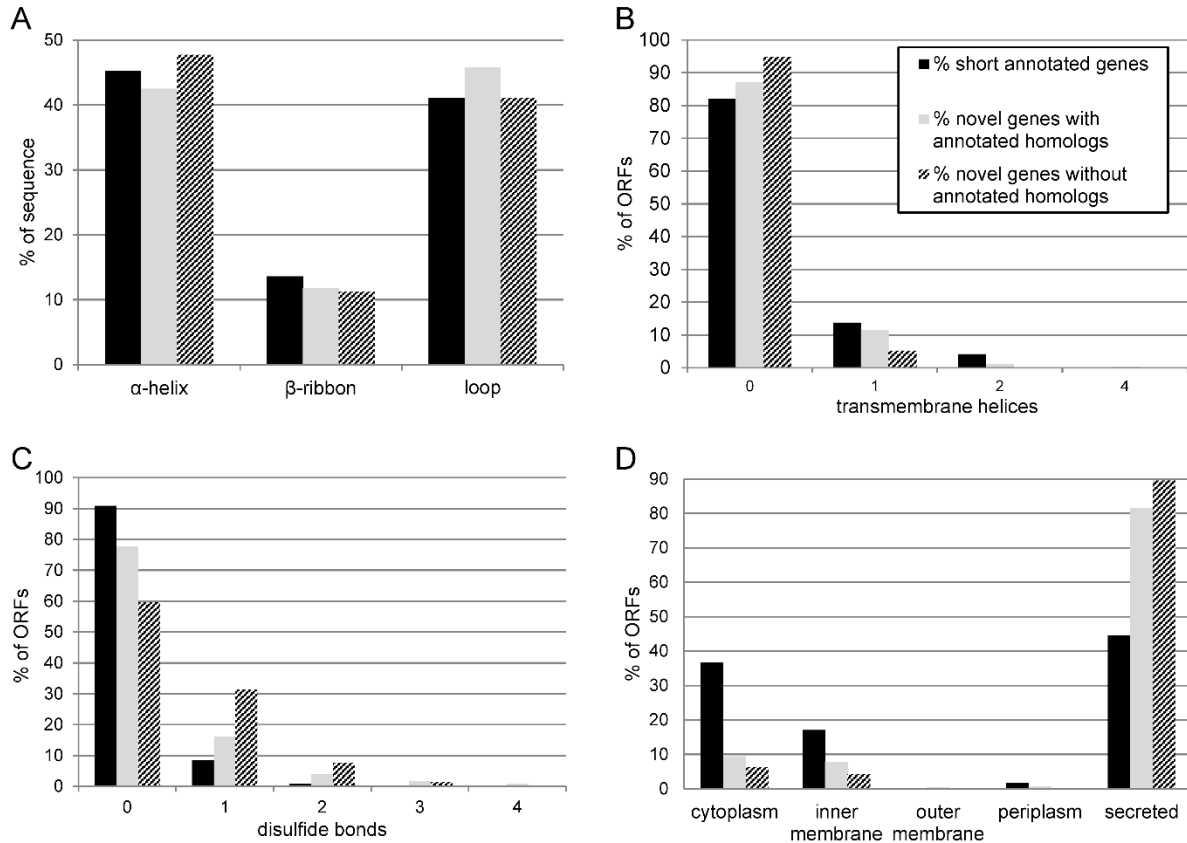 A
50
40
30
20
10
0
% of sequence
α-helix β-ribbon loop
B
100
90
80
70
60
50
40
30
20
10
0
% of ORFs
% short annotated genes
% novel genes with
annotated homologs
% novel genes without
annotated homologs
0 1 2 4
transmembrane helices
C
100
90
80
70
60
50
40
30
20
10
0
% of ORFs
0 1 2 3 4
disulfide bonds
D
90
80
70
60
50
40
30
20
10
0
% of ORFs
cytoplasm inner outer periplasm secreted
membrane membrane